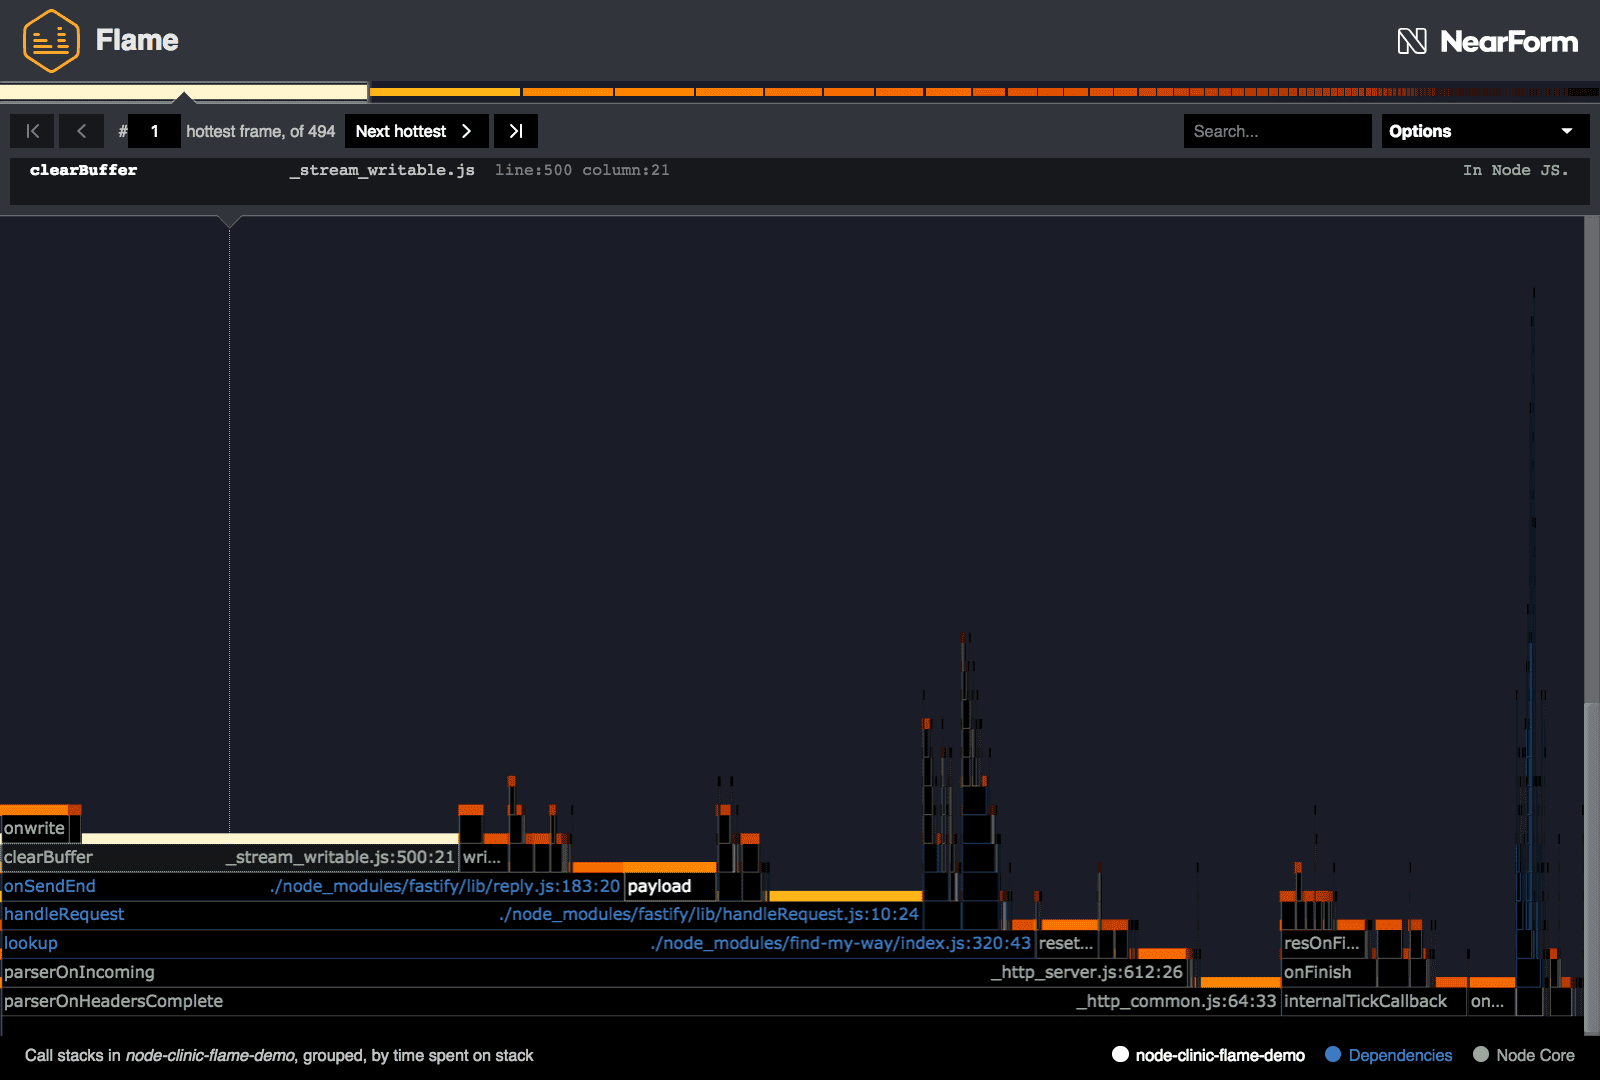 Flame
NearForm
# 1 hottest frame, of 494 Next hottest
Search...
Options
clearBuffer _stream_writable.js line:500 column:21 In Node JS.
onwrite
clearBuffer _stream_writable.js:500:21 wri...
onSendEnd ./node_modules/fastify/lib/reply.js:183:20 payload
handleRequest ./node_modules/fastify/lib/handleRequest.js:10:24
lookup ./node_modules/find-my-way/index.js:320:43 reset... resOnFi...
parserOnIncoming _http_server.js:612:26 onFinish
parserOnHeadersComplete _http_common.js:64:33 internalTickCallback on...
Call stacks in node-clinic-flame-demo, grouped, by time spent on stack
node-clinic-flame-demo Dependencies Node Core